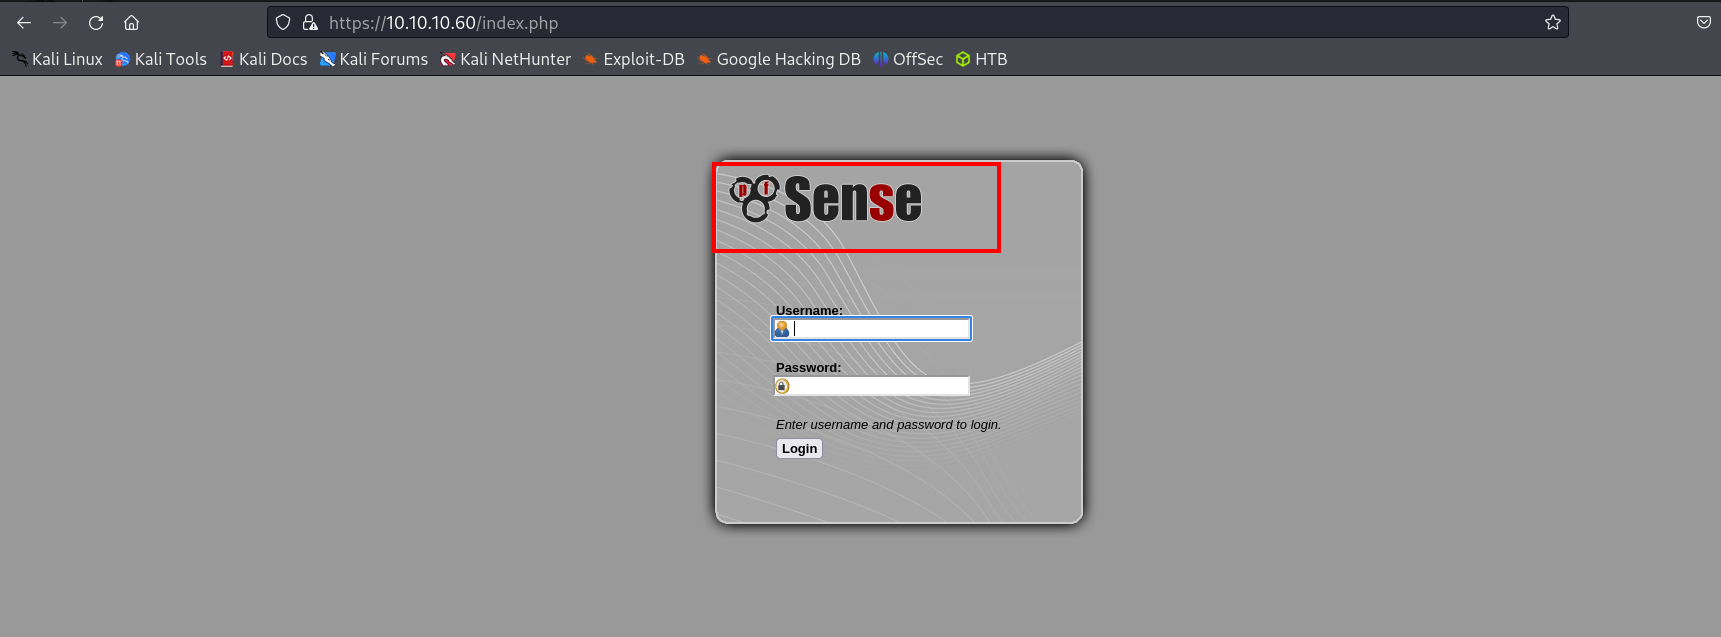 https://10.10.10.60/index.php
Kali Linux Kali Tools Kali Docs Kali Forums Kali NetHunter Exploit-DB Google Hacking DB OffSec HTB
pf Sense
Username:
Password:
Enter username and password to login.
Login